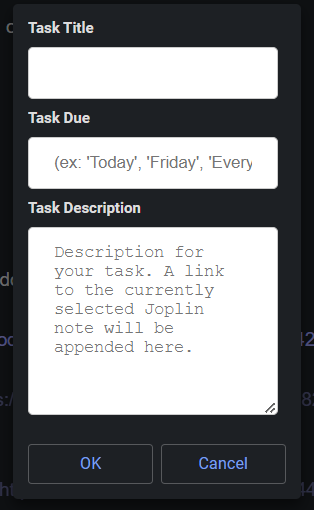 Task Title
Task Due
(ex: 'Today', 'Friday', 'Every
Task Description
Description for
your task. A link
to the currently
selected Joplin
note will be
appended here.
OK
Cancel